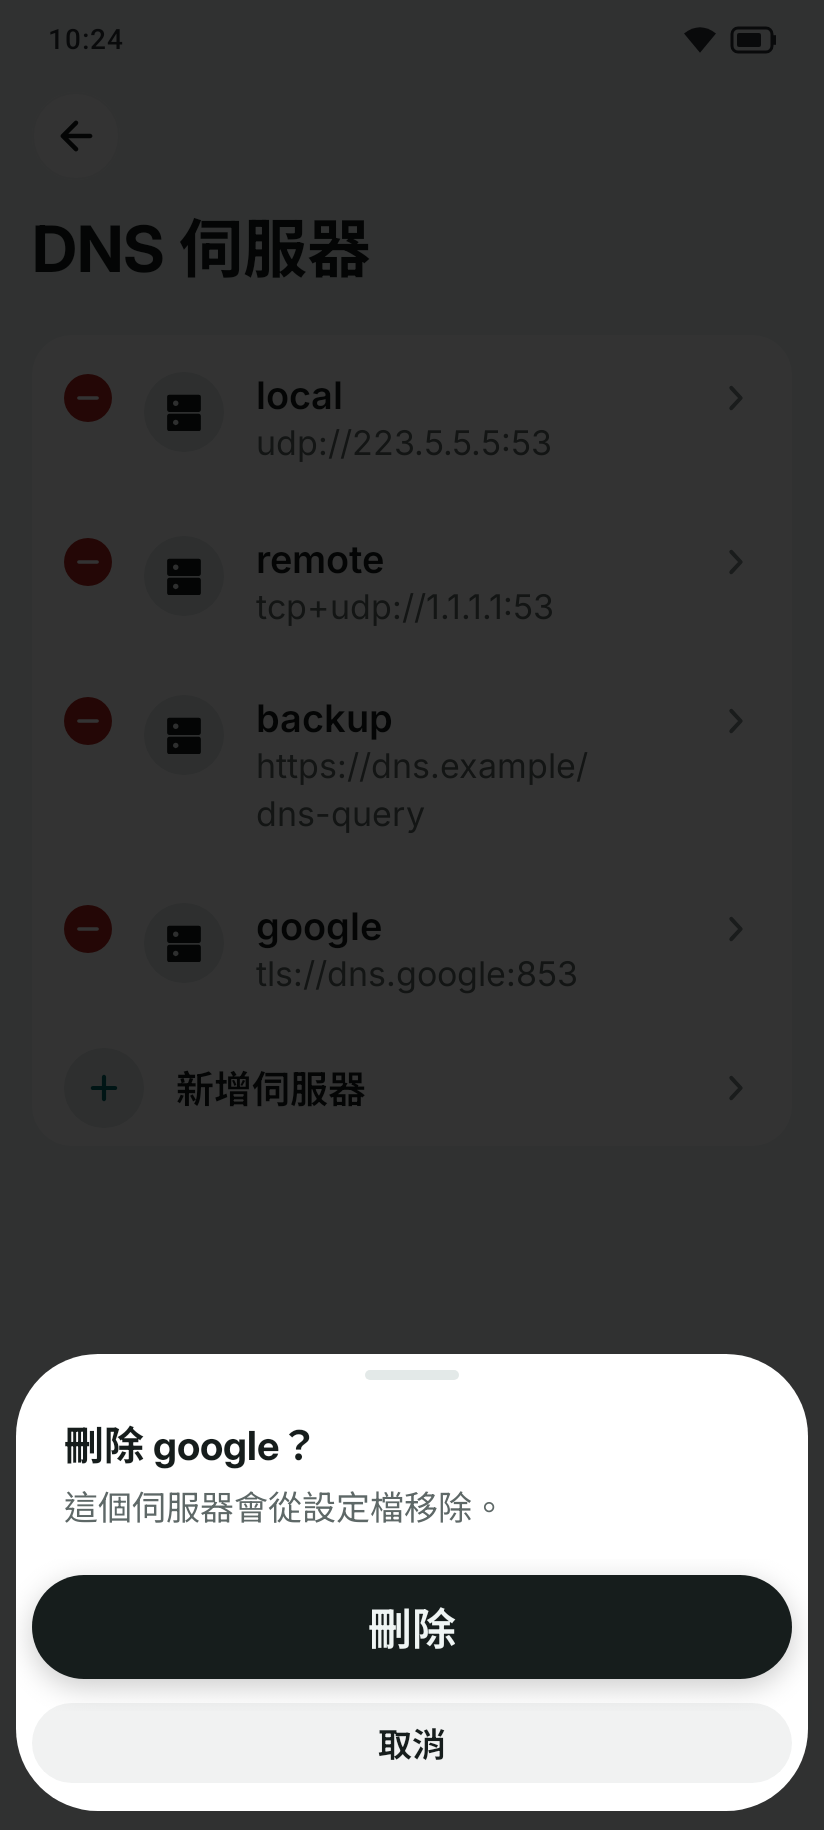 10:24
DNS 伺服器
local
udp://223.5.5.5:53
remote
tcp+udp://1.1.1.1:53
backup
https://dns.example/
dns-query
google
tls://dns.google:853
新增伺服器
刪除 google？
這個伺服器會從設定檔移除。
刪除
取消